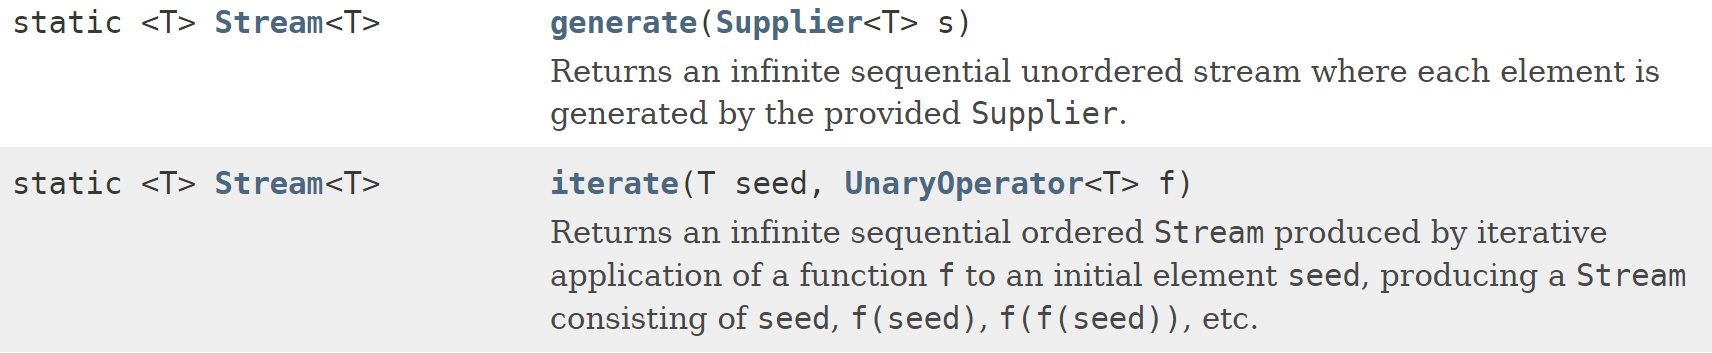 static <T> Stream<T> generate(Supplier<T> s)
Returns an infinite sequential unordered stream where each element is
generated by the provided Supplier.
static <T> Stream<T> iterate(T seed, UnaryOperator<T> f)
Returns an infinite sequential ordered Stream produced by iterative
application of a function f to an initial element seed, producing a Stream
consisting of seed, f(seed), f(f(seed)), etc.